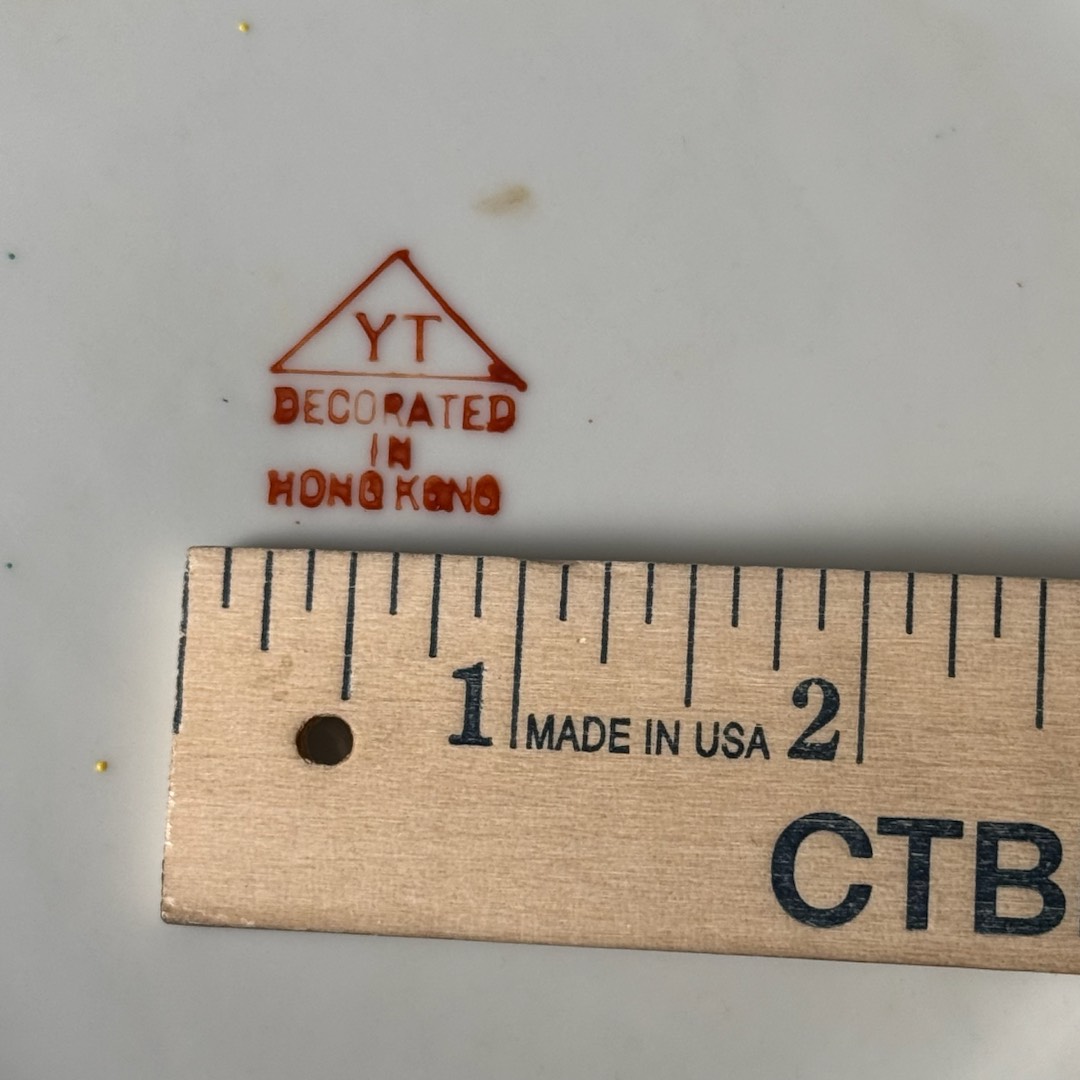 YT
DECORATED
IN
HONG KONG
1
MADE IN USA
2
CTB